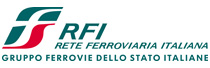 RFI
RETE FERROVIARIA ITALIANA
GRUPPO FERROVIE DELLO STATO ITALIANE